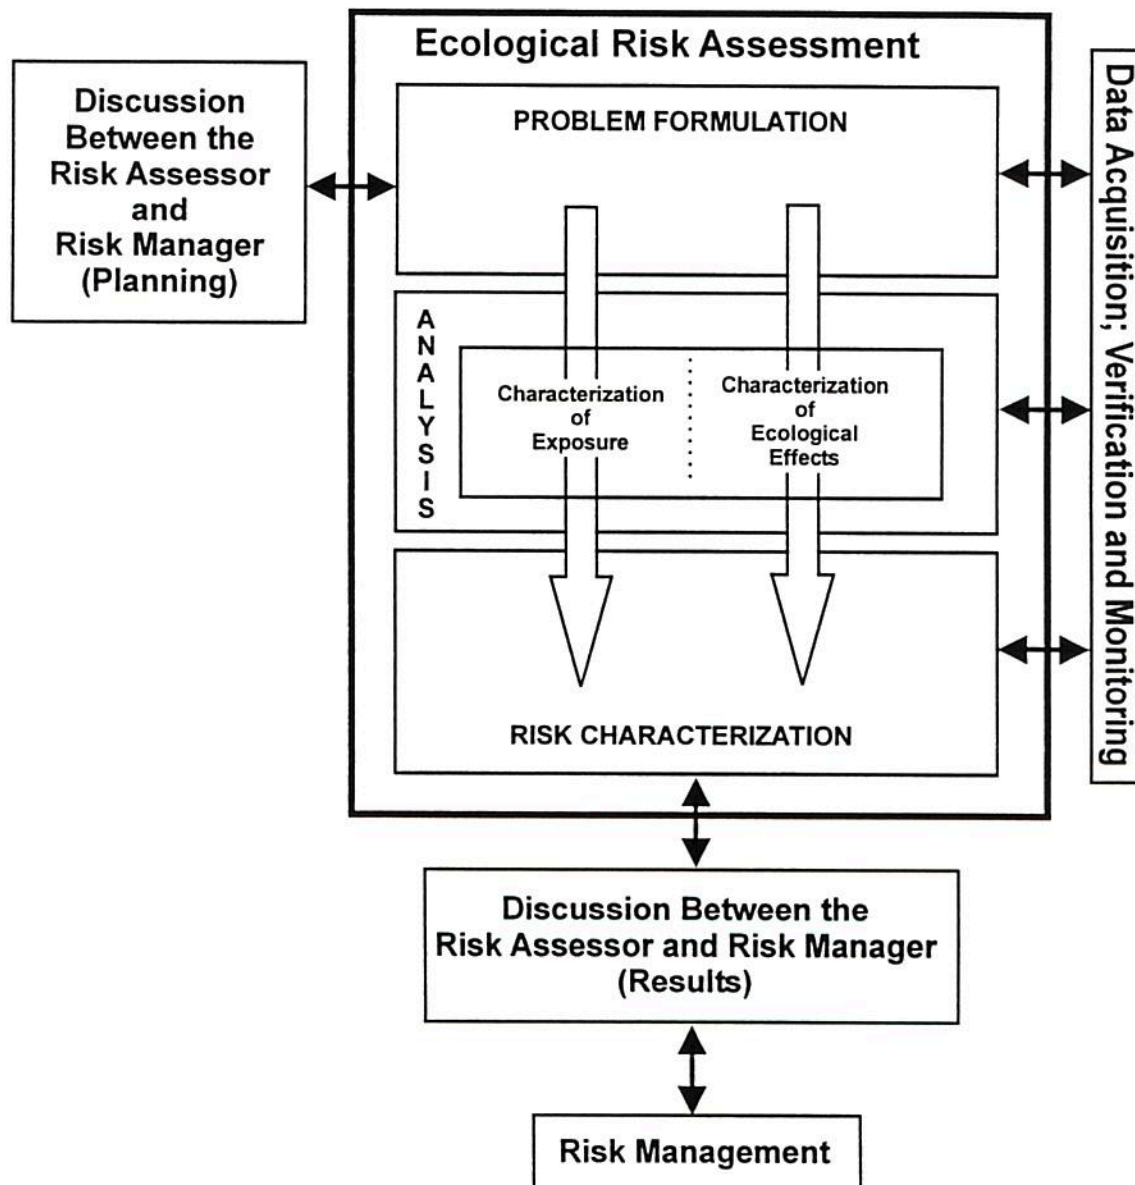 Ecological Risk Assessment
Discussion
Between the
Risk Assessor
and
Risk Manager
(Planning)
PROBLEM FORMULATION
ANALYSIS
Characterization
of
Exposure
Characterization
of
Ecological
Effects
RISK CHARACTERIZATION
Data Acquisition; Verification and Monitoring
Discussion Between the
Risk Assessor and Risk Manager
(Results)
Risk Management